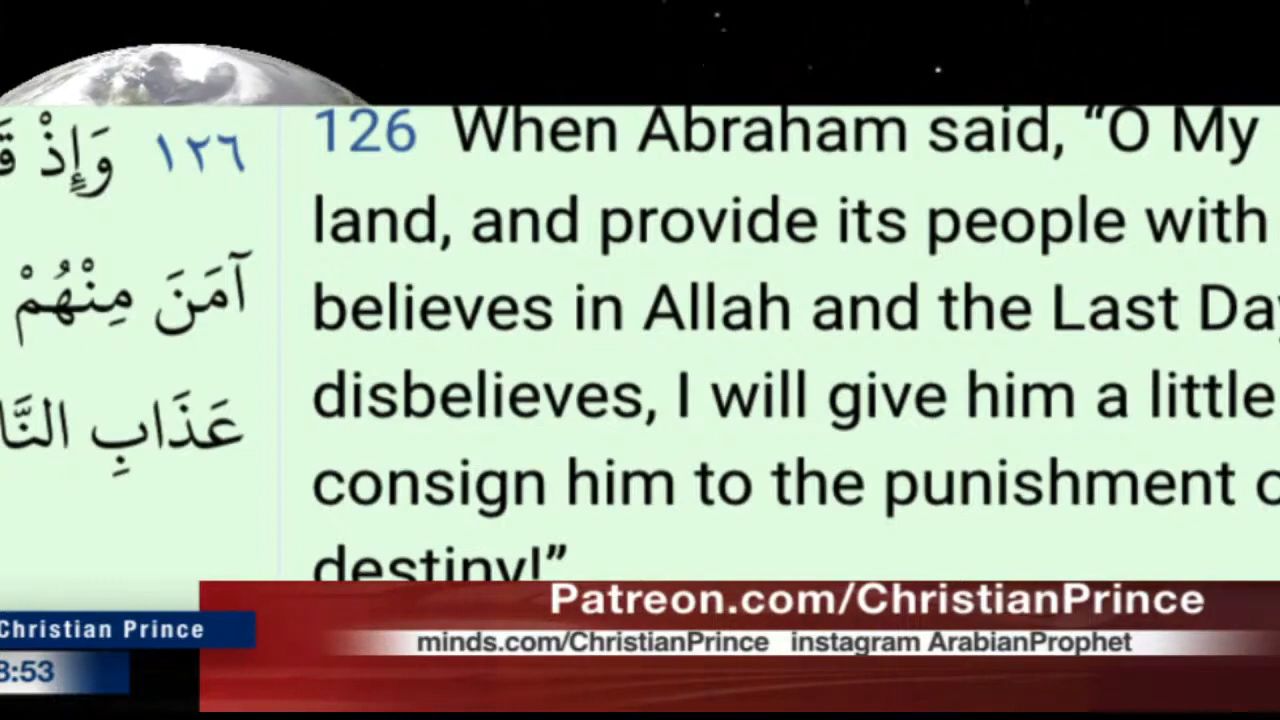 ١٢٦ وَإِذْ
آمَنَ مِنْهُمْ
عَذَابِ
126 When Abraham said, “O My
land, and provide its people with
believes in Allah and the Last Day
disbelieves, I will give him a little
consign him to the punishment
destiny!”
Patreon.com/ChristianPrince
Christian Prince
minds.com/ChristianPrince instagram ArabianProphet
8:53